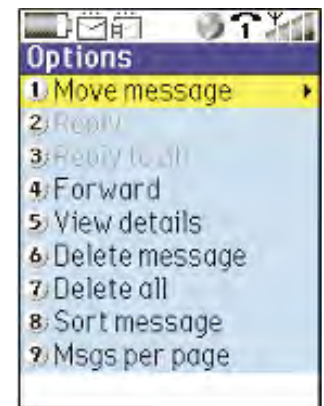 Options
1 Move message
2 Reply
3 Reply to all
4 Forward
5 View details
6 Delete message
7 Delete all
8 Sort message
9 Msgs per page